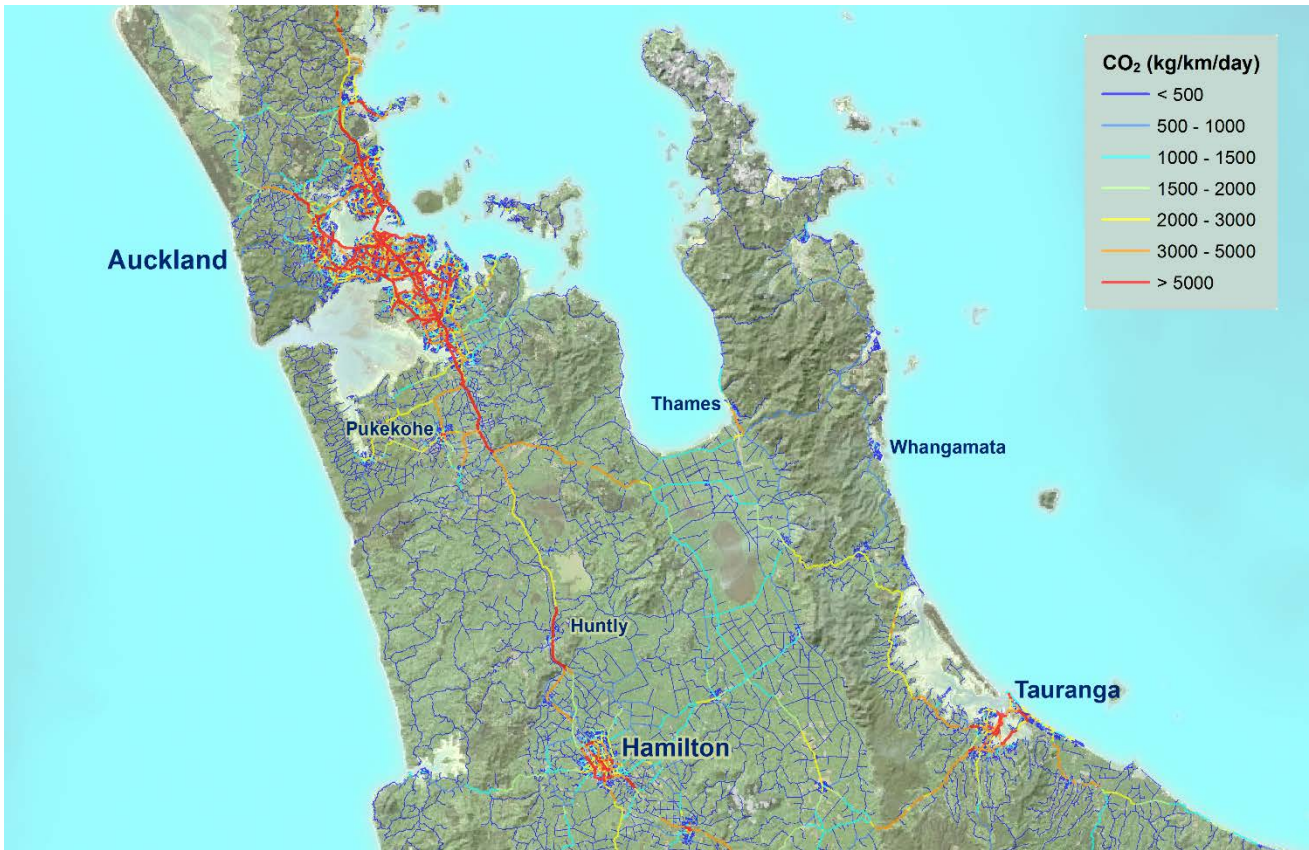 CO₂ (kg/km/day)
< 500
500 - 1000
1000 - 1500
1500 - 2000
2000 - 3000
3000 - 5000
> 5000
Auckland
Thames
Pukekohe
Whangamata
Huntly
Tauranga
Hamilton